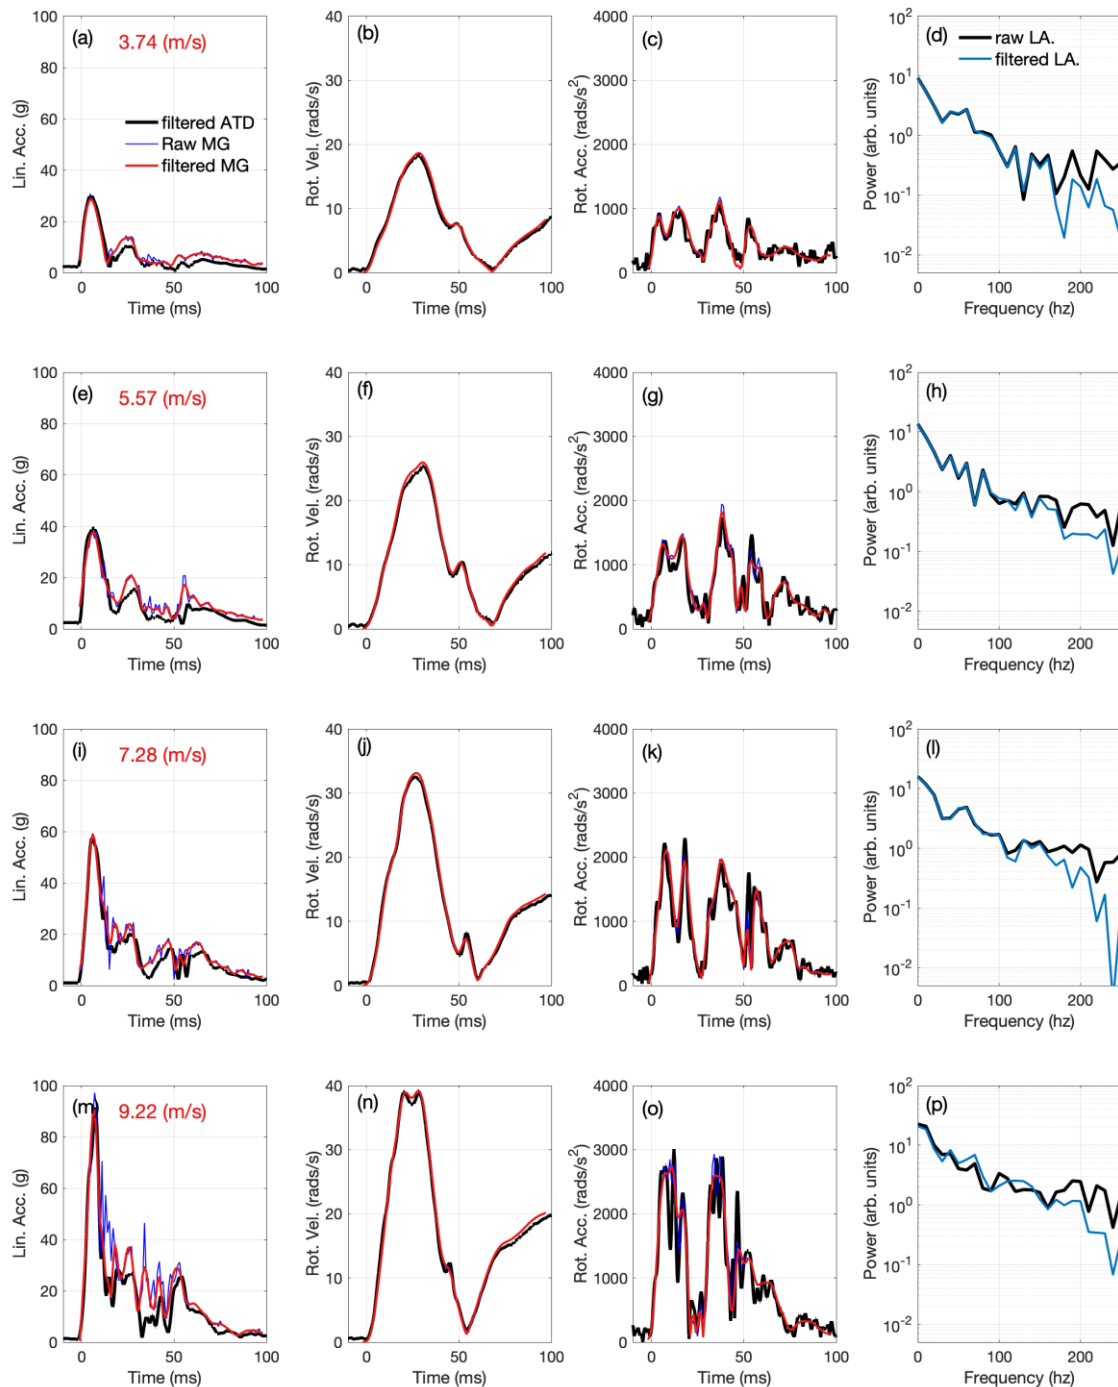 (a) 3.74 (m/s)
filtered ATD
Raw MG
filtered MG
Lin. Acc. (g)
100
80
60
40
20
0
0 50 100
Time (ms)
(b)
Rot. Vel. (rads/s)
40
30
20
10
0
0 50 100
Time (ms)
(c)
Rot. Acc. (rads/s²)
4000
3000
2000
1000
0
0 50 100
Time (ms)
(d)
raw LA.
filtered LA.
Power (arb. units)
10²
10¹
10⁰
10⁻¹
10⁻²
0 100 200
Frequency (hz)
(e) 5.57 (m/s)
Lin. Acc. (g)
100
80
60
40
20
0
0 50 100
Time (ms)
(f)
Rot. Vel. (rads/s)
40
30
20
10
0
0 50 100
Time (ms)
(g)
Rot. Acc. (rads/s²)
4000
3000
2000
1000
0
0 50 100
Time (ms)
(h)
Power (arb. units)
10²
10¹
10⁰
10⁻¹
10⁻²
0 100 200
Frequency (hz)
(i) 7.28 (m/s)
Lin. Acc. (g)
100
80
60
40
20
0
0 50 100
Time (ms)
(j)
Rot. Vel. (rads/s)
40
30
20
10
0
0 50 100
Time (ms)
(k)
Rot. Acc. (rads/s²)
4000
3000
2000
1000
0
0 50 100
Time (ms)
(l)
Power (arb. units)
10²
10¹
10⁰
10⁻¹
10⁻²
0 100 200
Frequency (hz)
(m) 9.22 (m/s)
Lin. Acc. (g)
100
80
60
40
20
0
0 50 100
Time (ms)
(n)
Rot. Vel. (rads/s)
40
30
20
10
0
0 50 100
Time (ms)
(o)
Rot. Acc. (rads/s²)
4000
3000
2000
1000
0
0 50 100
Time (ms)
(p)
Power (arb. units)
10²
10¹
10⁰
10⁻¹
10⁻²
0 100 200
Frequency (hz)